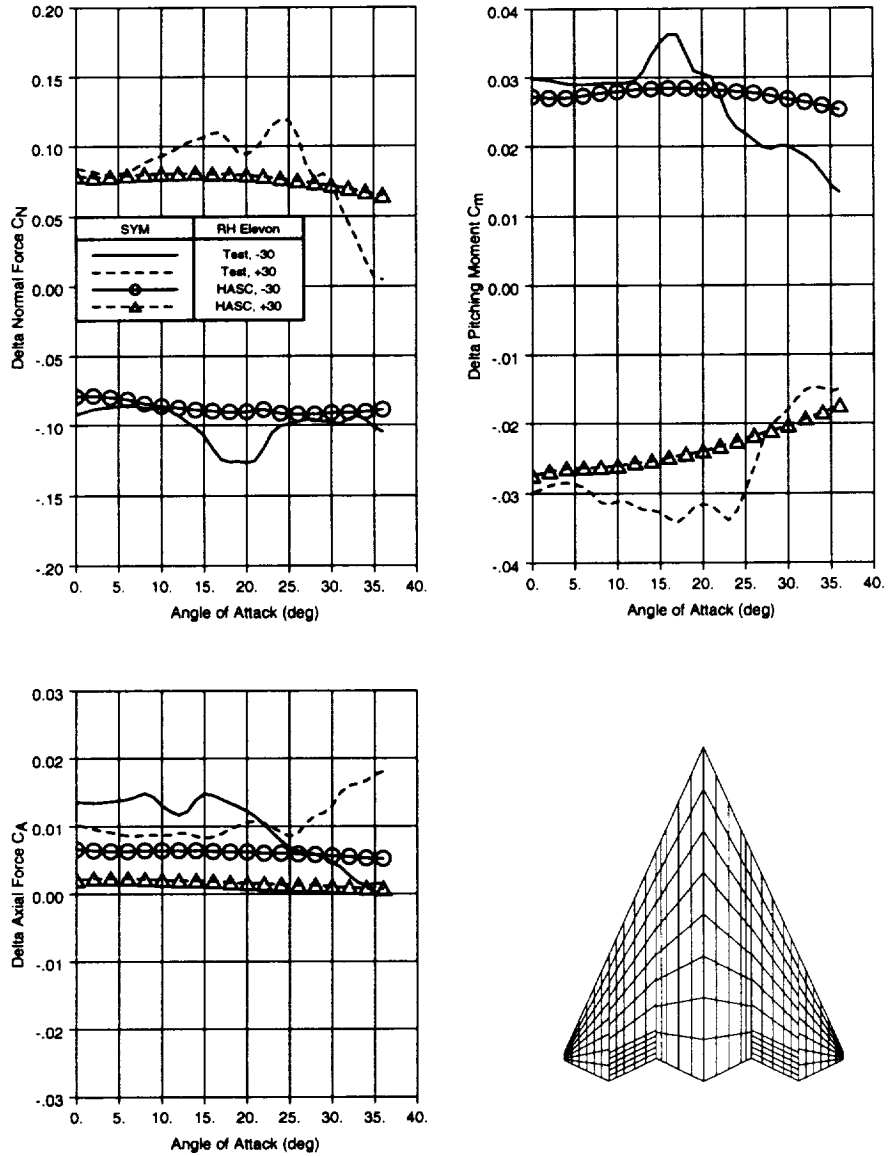 0.20
0.15
0.10
0.05
0.00
-.05
-.10
-.15
-.20
Delta Normal Force CN
SYM RH Elevon
Test, -30
Test, +30
HASC, -30
HASC, +30
0. 5. 10. 15. 20. 25. 30. 35. 40.
Angle of Attack (deg)
0.04
0.03
0.02
0.01
0.00
-.01
-.02
-.03
-.04
Delta Pitching Moment Cm
0. 5. 10. 15. 20. 25. 30. 35. 40.
Angle of Attack (deg)
0.03
0.02
0.01
0.00
-.01
-.02
-.03
Delta Axial Force CA
0. 5. 10. 15. 20. 25. 30. 35. 40.
Angle of Attack (deg)